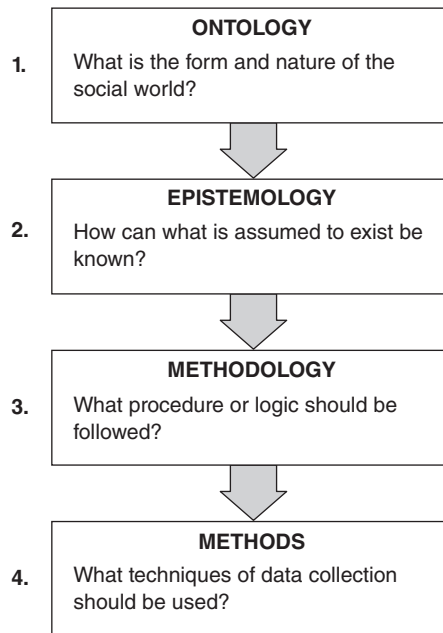 ONTOLOGY
1. What is the form and nature of the
social world?
EPISTEMOLOGY
2. How can what is assumed to exist be
known?
METHODOLOGY
3. What procedure or logic should be
followed?
METHODS
4. What techniques of data collection
should be used?